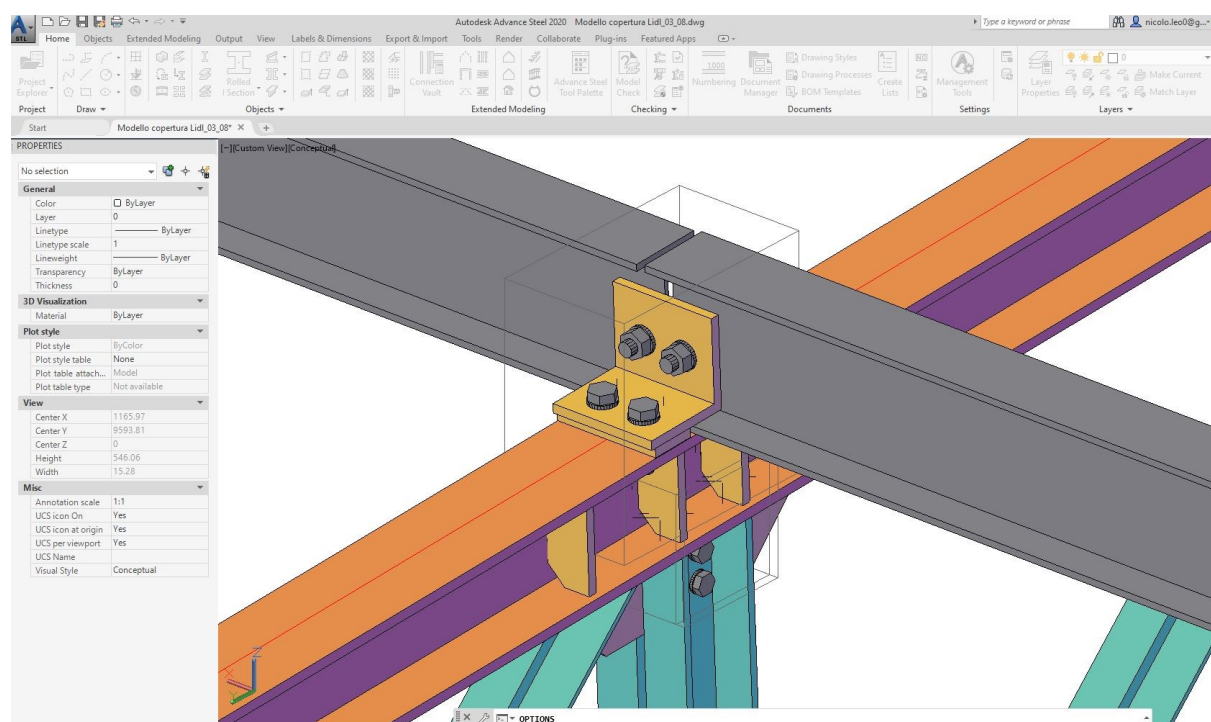 Autodesk Advance Steel 2020 Modello copertura Lidl_03_08.dwg
Type a keyword or phrase
nicolo.leo0@g...
STL
Home Objects Extended Modeling Output View Labels & Dimensions Export & Import Tools Render Collaborate Plug-ins Featured Apps
Project Explorer
Rolled I Section
Connection Vault
Advance Steel Tool Palette
Model Check
1000
Numbering
Document Manager
Drawing Styles
Drawing Processes
BOM Templates
Create Lists
Management Tools
Layer Properties
0
Make Current
Match Layer
Project Draw Objects Extended Modeling Checking Documents Settings Layers
Start Modello copertura Lidl_03_08*
PROPERTIES
[−][Custom View][Conceptual]
No selection
General
Color ByLayer
Layer 0
Linetype ByLayer
Linetype scale 1
Lineweight ByLayer
Transparency ByLayer
Thickness 0
3D Visualization
Material ByLayer
Plot style
Plot style ByColor
Plot style table None
Plot table attach... Model
Plot table type Not available
View
Center X 1165.97
Center Y 9593.81
Center Z 0
Height 546.06
Width 15.28
Misc
Annotation scale 1:1
UCS icon On Yes
UCS icon at origin Yes
UCS per viewport Yes
UCS Name
Visual Style Conceptual
Z
X
Y
OPTIONS